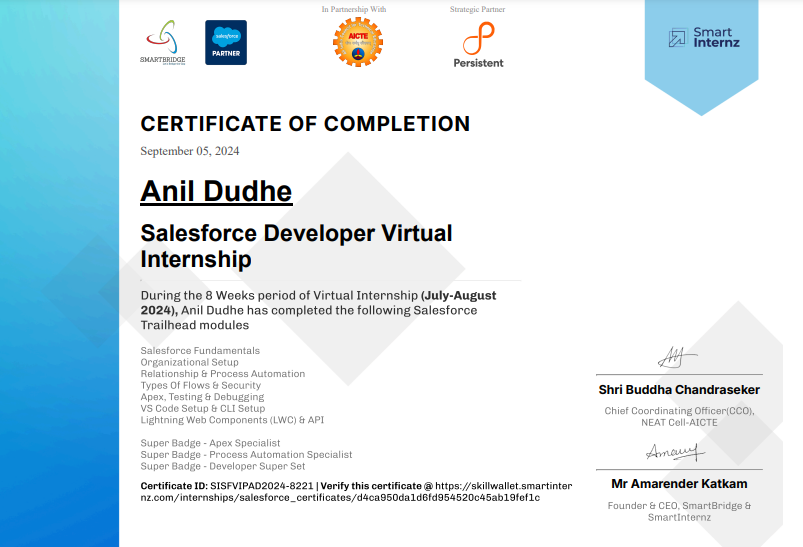 In Partnership With
Strategic Partner
SMARTBRIDGE
salesforce
PARTNER
AICTE
Persistent
Smart
Internz
CERTIFICATE OF COMPLETION
September 05, 2024
Anil Dudhe
Salesforce Developer Virtual
Internship
During the 8 Weeks period of Virtual Internship (July-August
2024), Anil Dudhe has completed the following Salesforce
Trailhead modules
Salesforce Fundamentals
Organizational Setup
Relationship & Process Automation
Types Of Flows & Security
Apex, Testing & Debugging
VS Code Setup & CLI Setup
Lightning Web Components (LWC) & API
Super Badge - Apex Specialist
Super Badge - Process Automation Specialist
Super Badge - Developer Super Set
Certificate ID: SISFVIPAD2024-8221 | Verify this certificate @ https://skillwallet.smartinter
nz.com/internships/salesforce_certificates/d4ca950da1d6fd954520c45ab19fef1c
Shri Buddha Chandraseker
Chief Coordinating Officer(CCO),
NEAT Cell-AICTE
Mr Amarender Katkam
Founder & CEO, SmartBridge &
SmartInternz